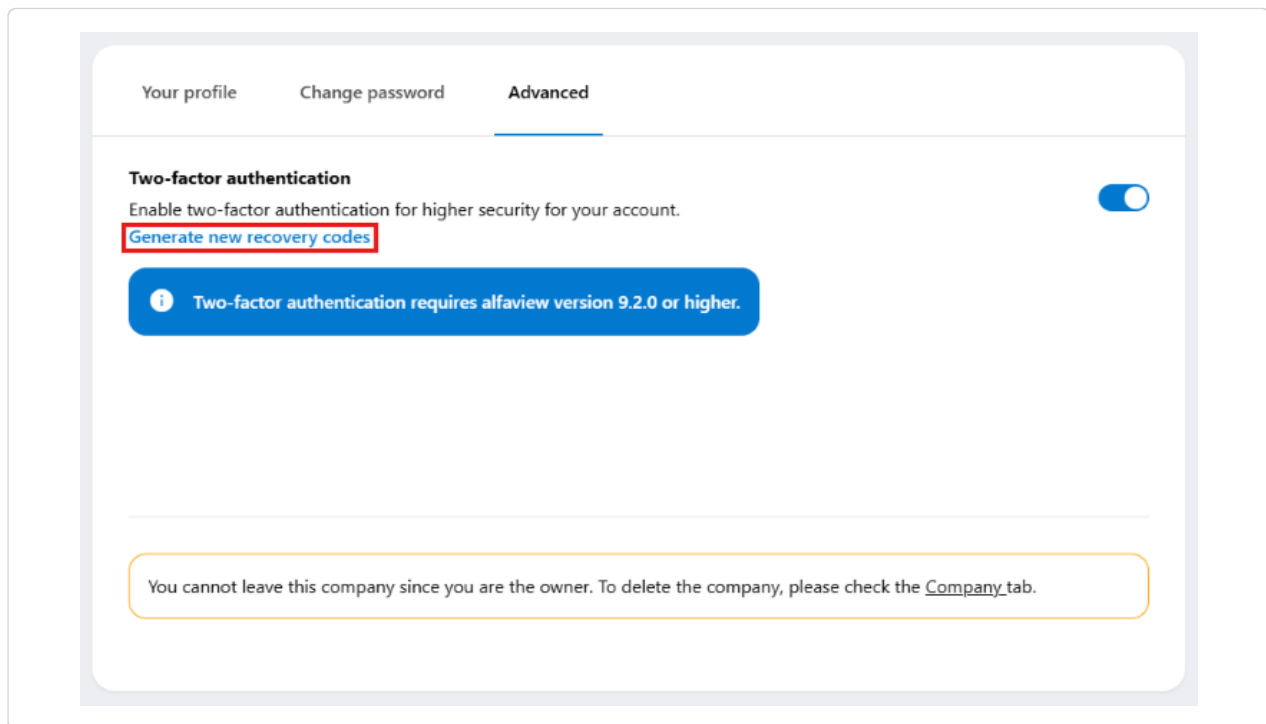 Your profile Change password Advanced
Two-factor authentication
Enable two-factor authentication for higher security for your account.
Generate new recovery codes
Two-factor authentication requires alfaview version 9.2.0 or higher.
You cannot leave this company since you are the owner. To delete the company, please check the Company tab.